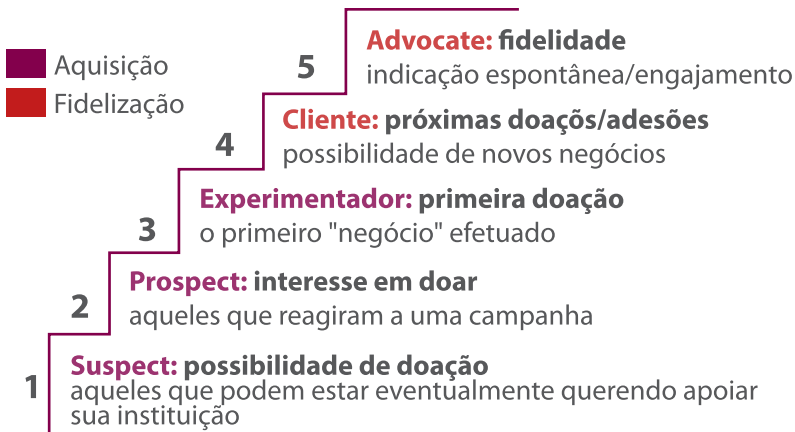 Aquisição
Fidelização
5
Advocate: fidelidade
indicação espontânea/engajamento
4
Cliente: próximas doaçõs/adesões
possibilidade de novos negócios
3
Experimentador: primeira doação
o primeiro "negócio" efetuado
2
Prospect: interesse em doar
aqueles que reagiram a uma campanha
1
Suspect: possibilidade de doação
aqueles que podem estar eventualmente querendo apoiar
sua instituição